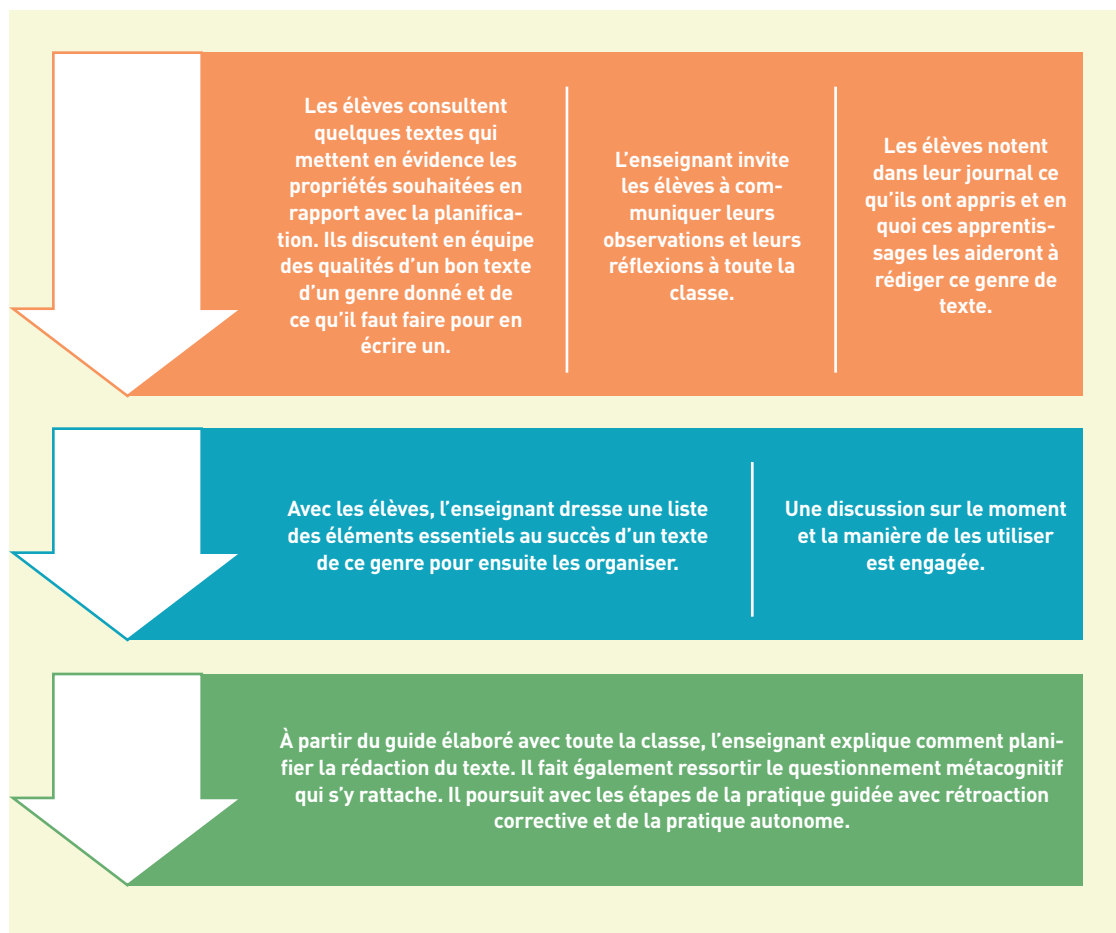 Les élèves consultent
quelques textes qui
mettent en évidence les
propriétés souhaitées en
rapport avec la planifica-
tion. Ils discutent en équipe
des qualités d’un bon texte
d’un genre donné et de
ce qu’il faut faire pour en
écrire un.
L’enseignant invite
les élèves à com-
muniquer leurs
observations et leurs
réflexions à toute la
classe.
Les élèves notent
dans leur journal ce
qu’ils ont appris et en
quoi ces apprentis-
sages les aideront à
rédiger ce genre de
texte.
Avec les élèves, l’enseignant dresse une liste
des éléments essentiels au succès d’un texte
de ce genre pour ensuite les organiser.
Une discussion sur le moment
et la manière de les utiliser
est engagée.
À partir du guide élaboré avec toute la classe, l’enseignant explique comment plani-
fier la rédaction du texte. Il fait également ressortir le questionnement métacognitif
qui s’y rattache. Il poursuit avec les étapes de la pratique guidée avec rétroaction
corrective et de la pratique autonome.